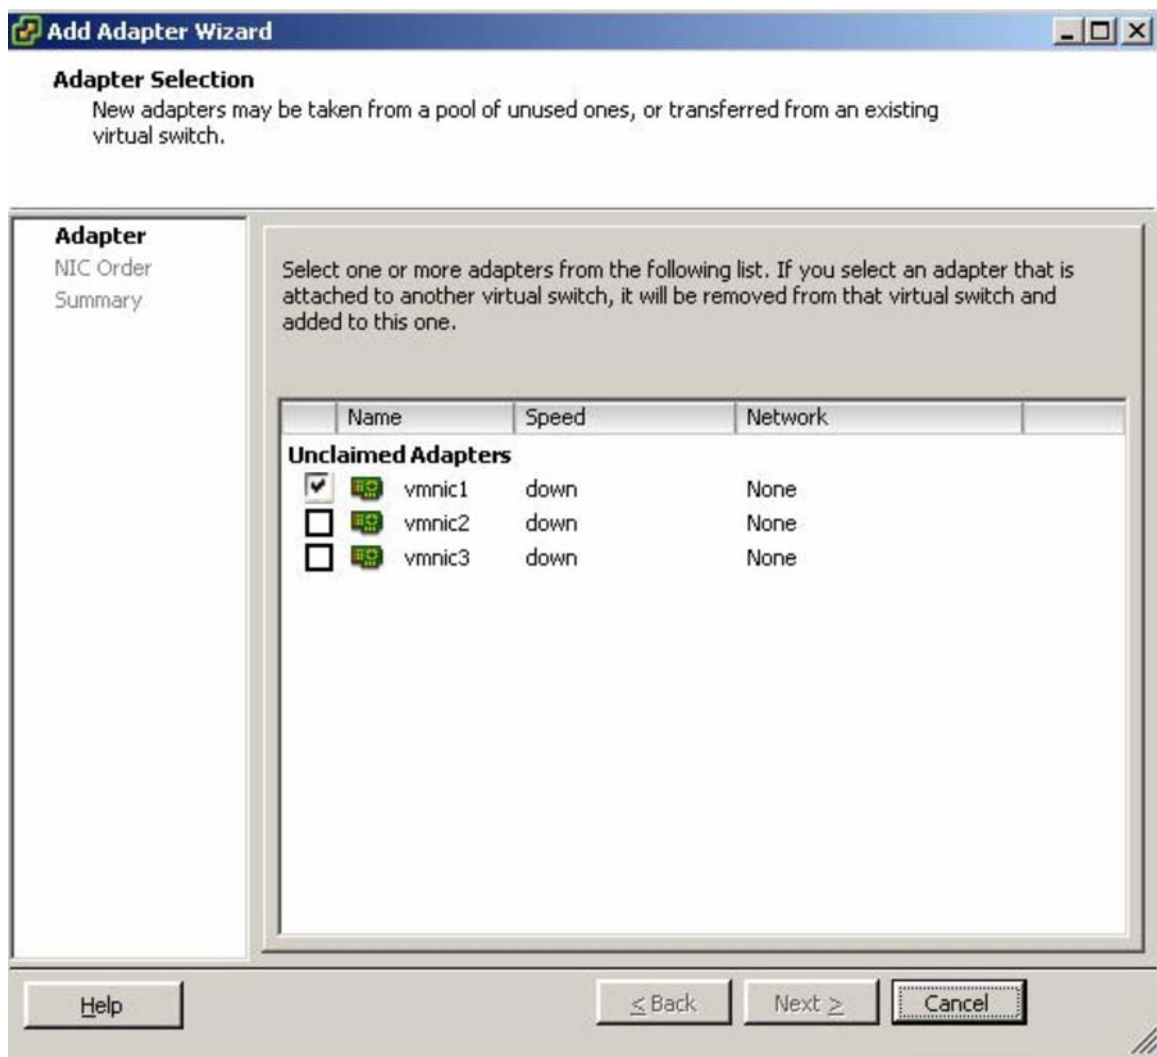 Add Adapter Wizard
Adapter Selection
New adapters may be taken from a pool of unused ones, or transferred from an existing
virtual switch.
Adapter
NIC Order
Summary
Select one or more adapters from the following list. If you select an adapter that is
attached to another virtual switch, it will be removed from that virtual switch and
added to this one.
Name Speed Network
Unclaimed Adapters
vmnic1 down None
vmnic2 down None
vmnic3 down None
Help ≤ Back Next ≥ Cancel